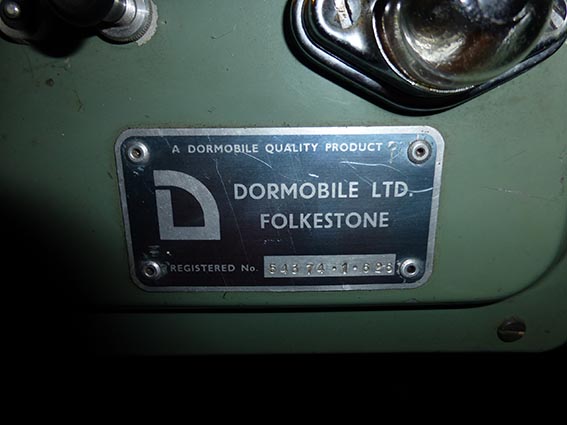 A DORMOBILE QUALITY PRODUCT
D
DORMOBILE LTD.
FOLKESTONE
REGISTERED No.